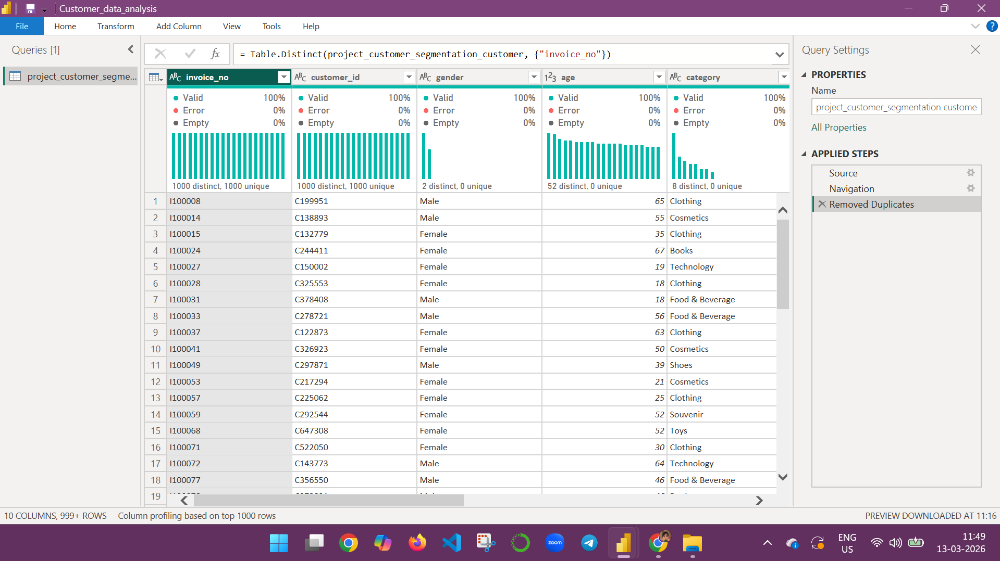 Customer_data_analysis
File Home Transform Add Column View Tools Help
Queries [1]
project_customer_segme...
fx = Table.Distinct(project_customer_segmentation_customer, {"invoice_no"})
ABC invoice_no ABC customer_id ABC gender 123 age ABC category
Valid 100% Valid 100% Valid 100% Valid 100% Valid 100%
Error 0% Error 0% Error 0% Error 0% Error 0%
Empty 0% Empty 0% Empty 0% Empty 0% Empty 0%
1000 distinct, 1000 unique 1000 distinct, 1000 unique 2 distinct, 0 unique 52 distinct, 0 unique 8 distinct, 0 unique
1 I100008 C199951 Male 65 Clothing
2 I100014 C138893 Male 55 Cosmetics
3 I100015 C132779 Female 35 Clothing
4 I100024 C244411 Female 67 Books
5 I100027 C150002 Female 19 Technology
6 I100028 C325553 Female 18 Clothing
7 I100031 C378408 Male 18 Food & Beverage
8 I100033 C278721 Male 56 Food & Beverage
9 I100037 C122873 Female 63 Clothing
10 I100041 C326923 Female 50 Cosmetics
11 I100049 C297871 Male 39 Shoes
12 I100053 C217294 Female 21 Cosmetics
13 I100057 C225062 Female 25 Clothing
14 I100059 C292544 Female 52 Souvenir
15 I100068 C647308 Female 52 Toys
16 I100071 C522050 Female 30 Clothing
17 I100072 C143773 Male 64 Technology
18 I100077 C356550 Male 46 Food & Beverage
19
Query Settings
PROPERTIES
Name
project_customer_segmentation custome
All Properties
APPLIED STEPS
Source
Navigation
Removed Duplicates
10 COLUMNS, 999+ ROWS Column profiling based on top 1000 rows PREVIEW DOWNLOADED AT 11:16
zoom
ENG
US
11:49
13-03-2026